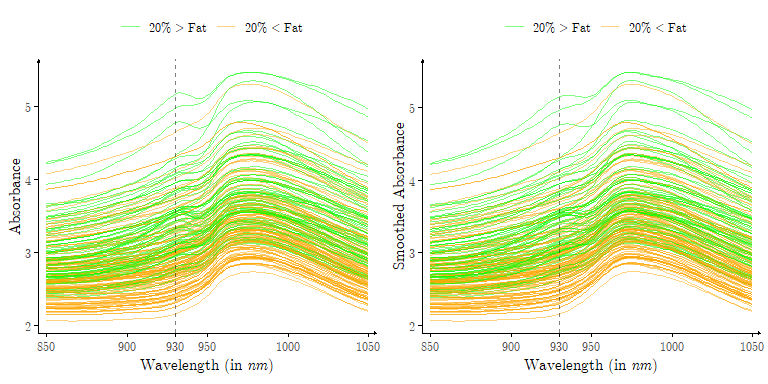 20% > Fat 20% < Fat
20% > Fat 20% < Fat
Absorbance
5
4
3
2
850 900 930 950 1000 1050
Wavelength (in nm)
Smoothed Absorbance
5
4
3
2
850 900 930 950 1000 1050
Wavelength (in nm)